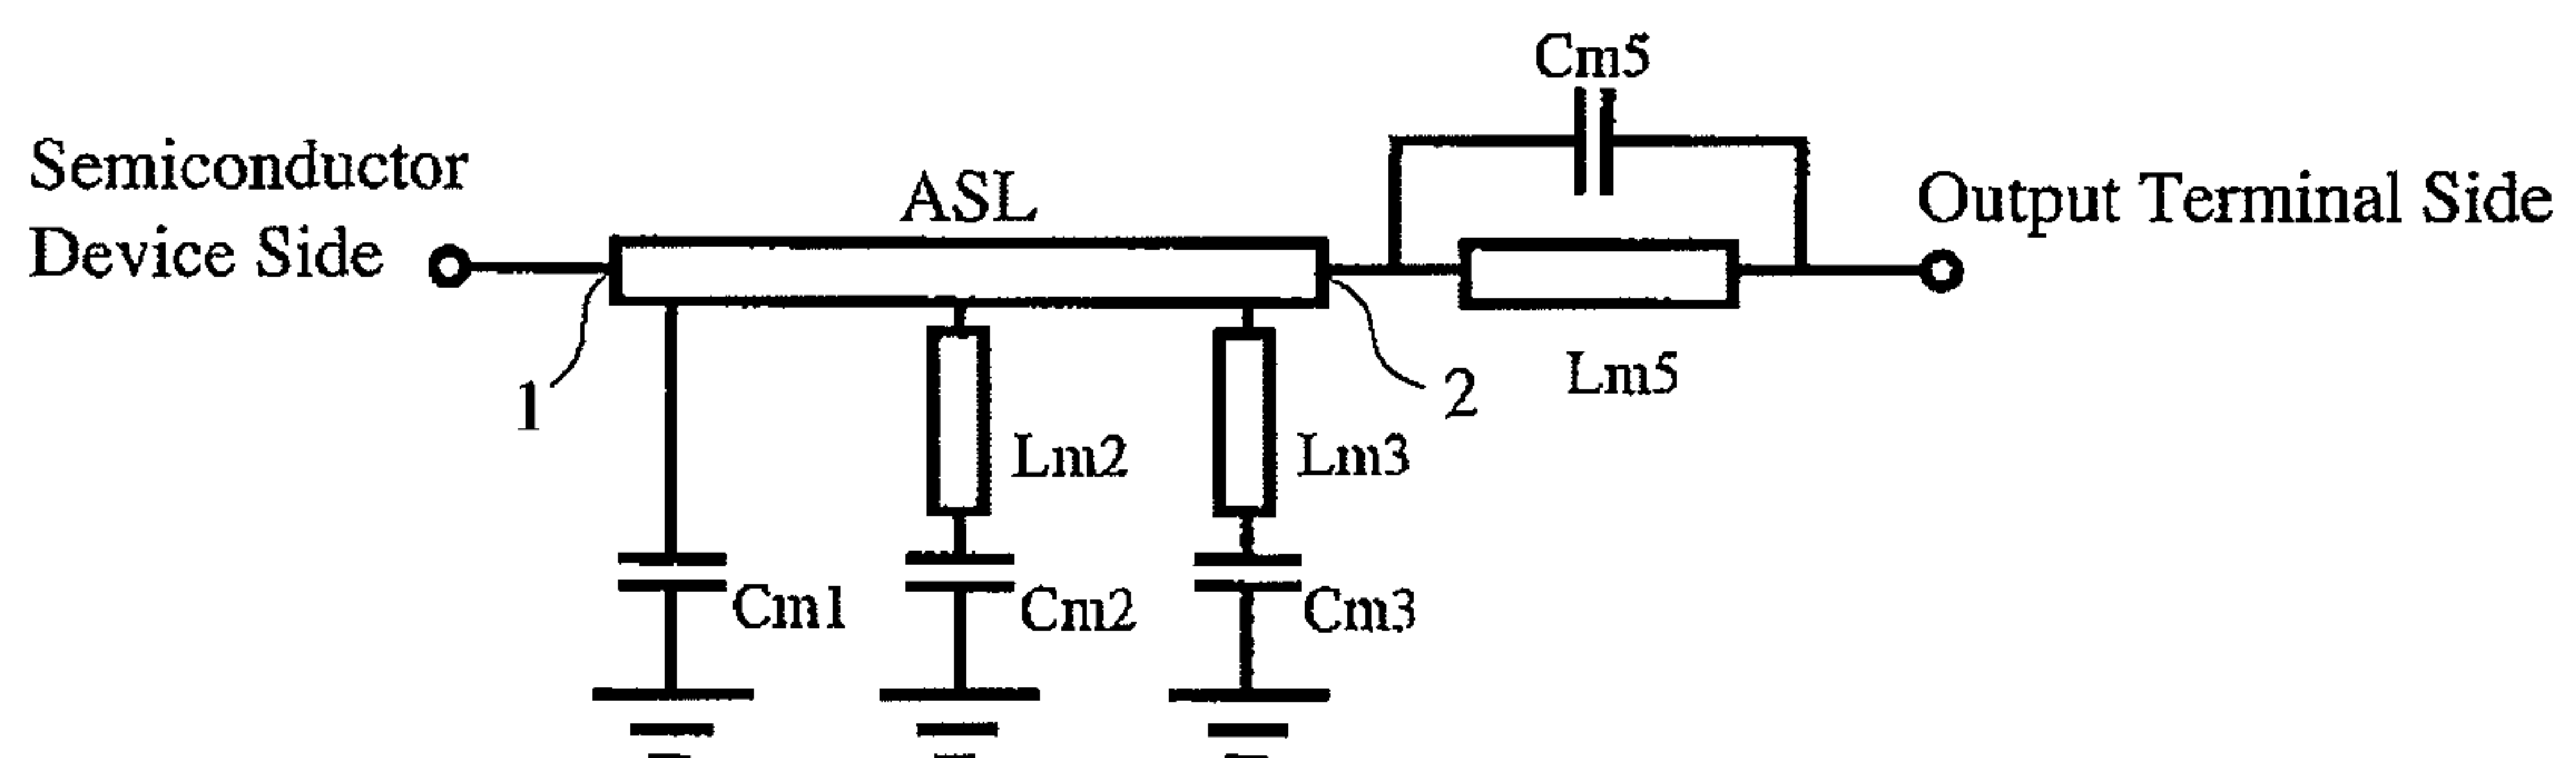 Cm5
Semiconductor
Device Side
ASL
Output Terminal Side
1
2
Lm5
Lm2
Lm3
Cm1
Cm2
Cm3